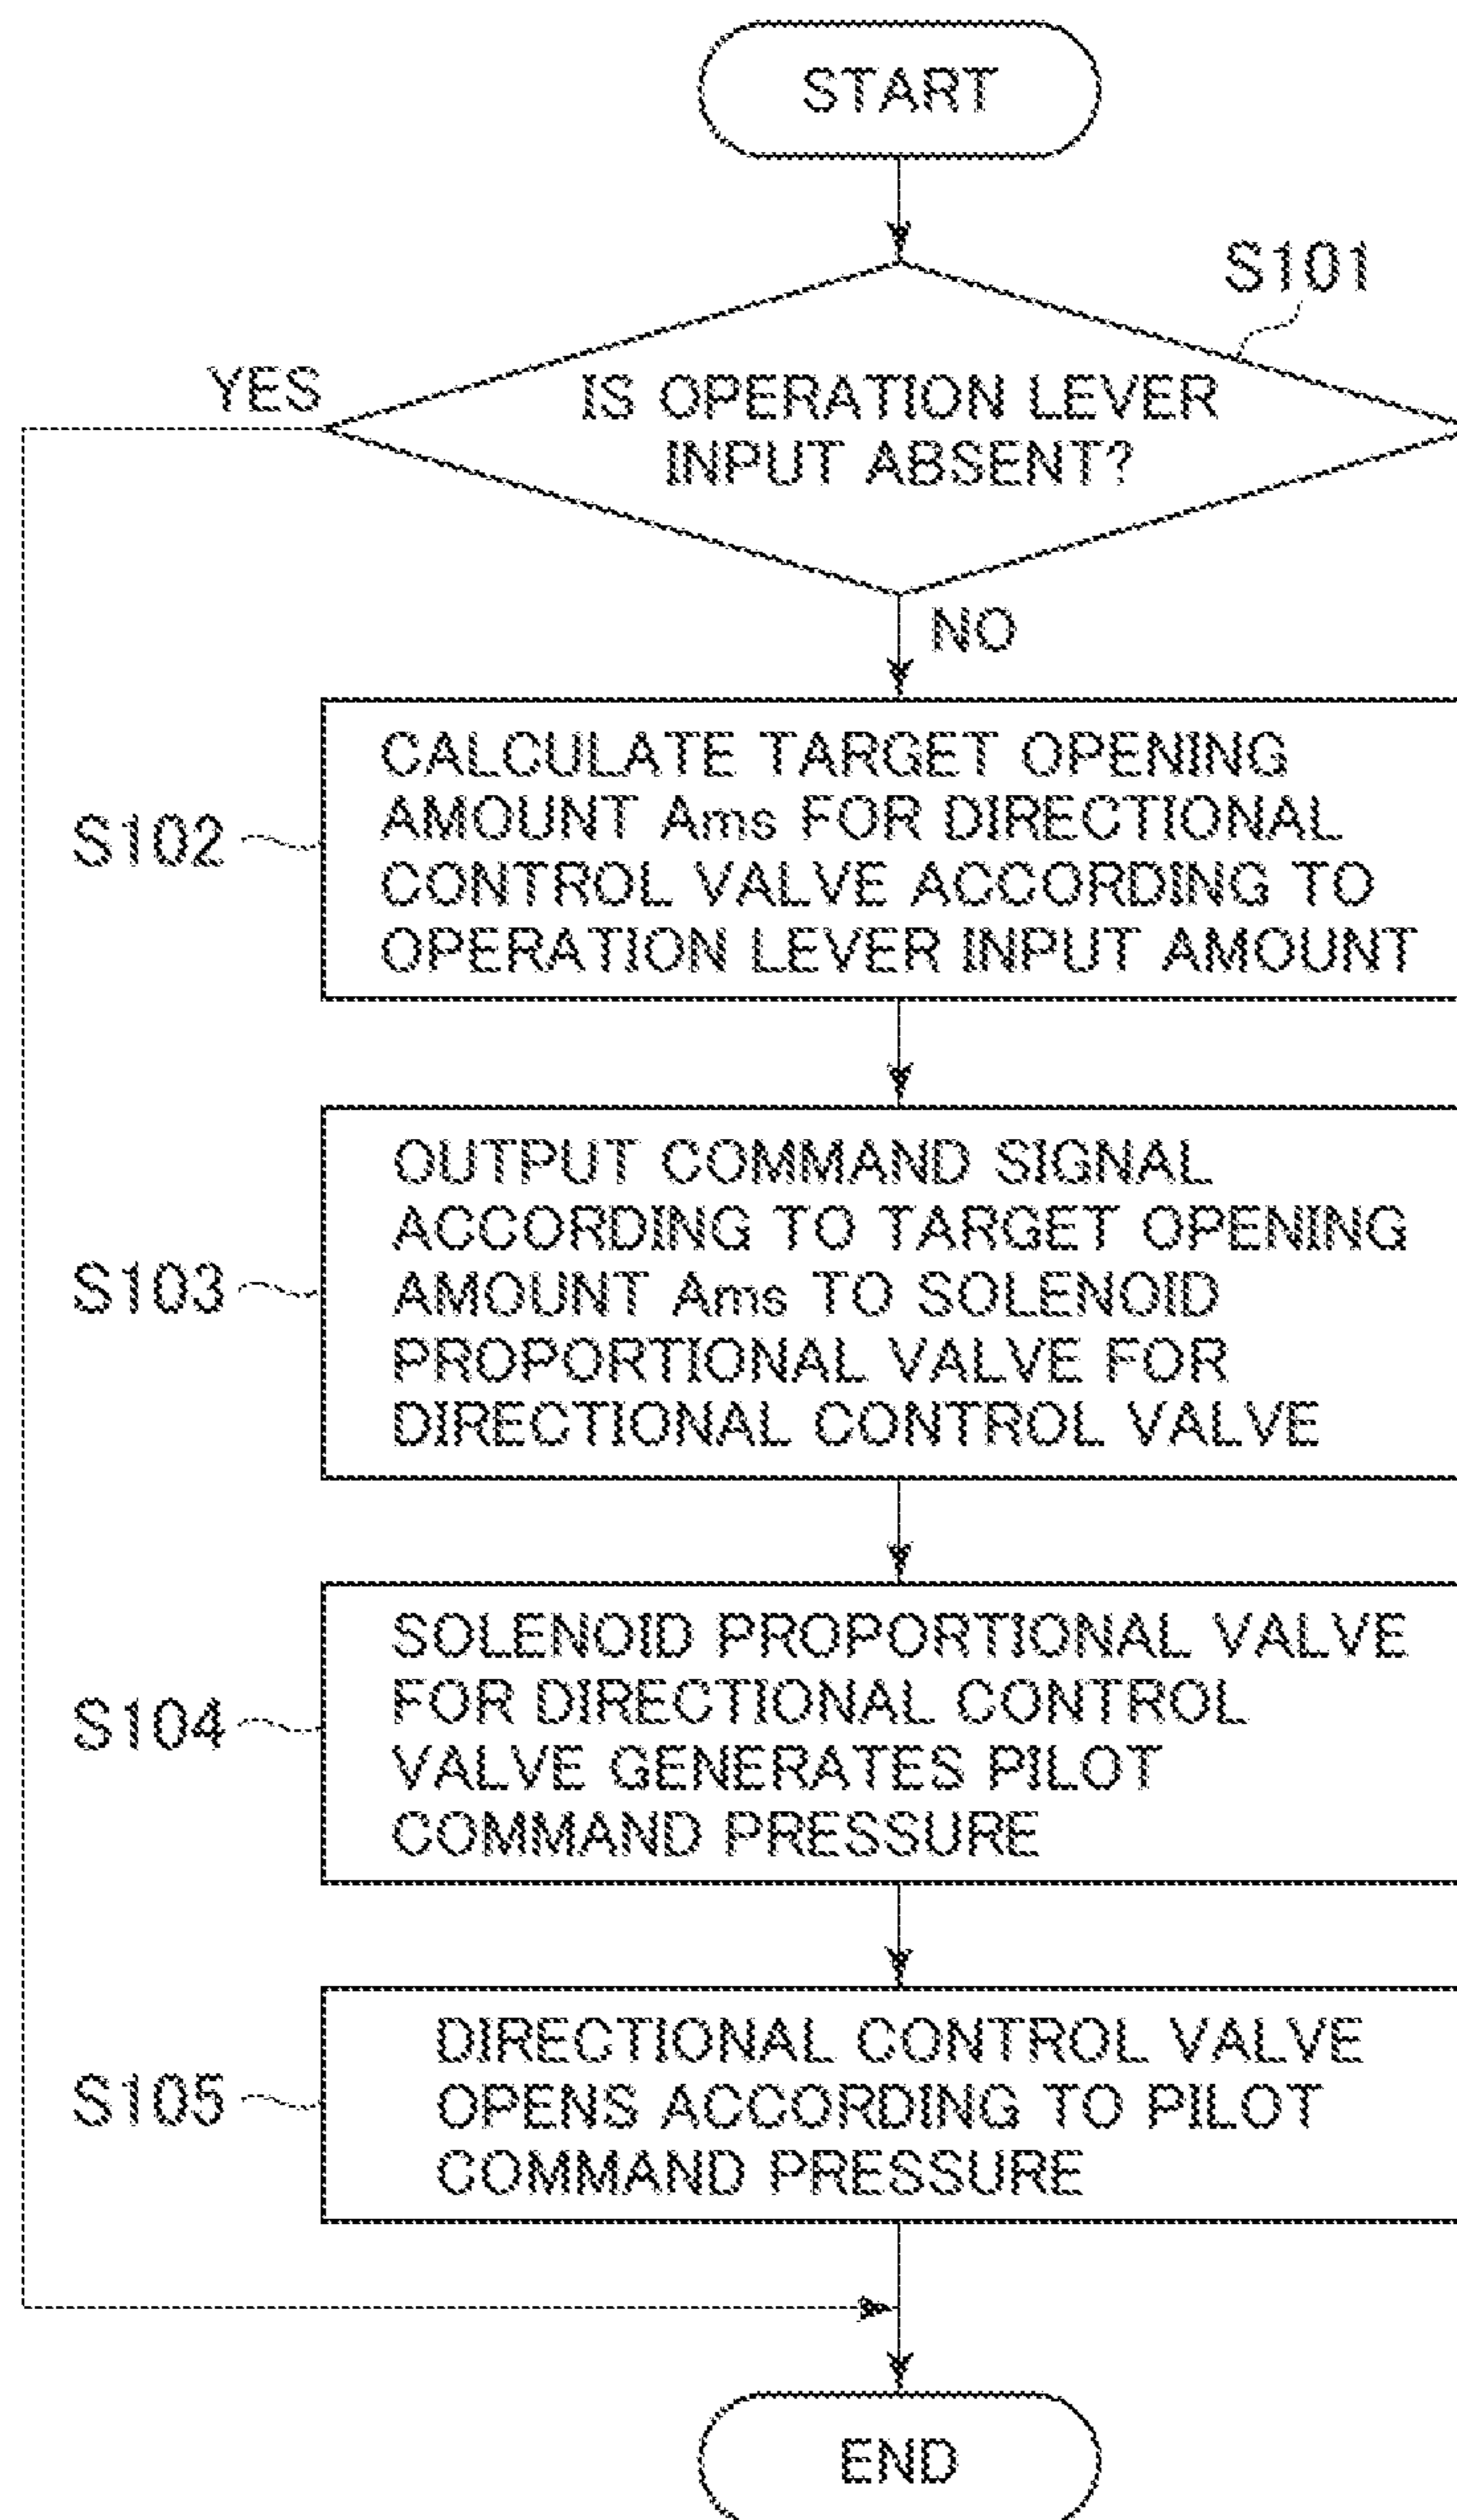 START
S101
YES
IS OPERATION LEVER
INPUT ABSENT?
NO
S102
CALCULATE TARGET OPENING
AMOUNT Ams FOR DIRECTIONAL
CONTROL VALVE ACCORDING TO
OPERATION LEVER INPUT AMOUNT
S103
OUTPUT COMMAND SIGNAL
ACCORDING TO TARGET OPENING
AMOUNT Ams TO SOLENOID
PROPORTIONAL VALVE FOR
DIRECTIONAL CONTROL VALVE
S104
SOLENOID PROPORTIONAL VALVE
FOR DIRECTIONAL CONTROL
VALVE GENERATES PILOT
COMMAND PRESSURE
S105
DIRECTIONAL CONTROL VALVE
OPENS ACCORDING TO PILOT
COMMAND PRESSURE
END